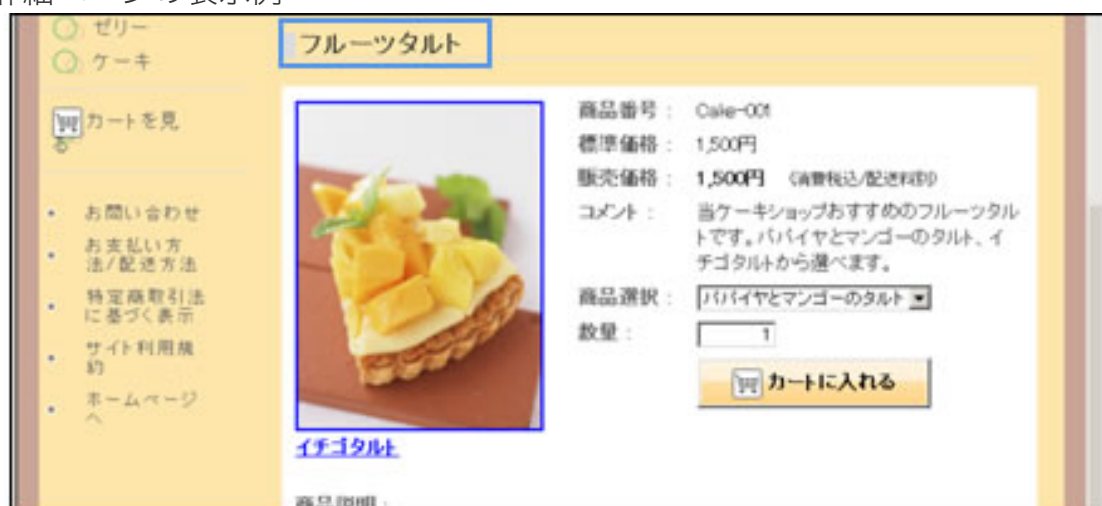 ゼリー
ケーキ
カートを見
る
お問い合わせ
お支払い方
法/配送方法
特定商取引法
に基づく表示
サイト利用規
約
ホームページ
へ
フルーツタルト
商品番号： Cake-001
標準価格： 1,500円
販売価格： 1,500円 (消費税込/配送料別)
コメント： 当ケーキショップおすすめのフルーツタル
トです。パパイヤとマンゴーのタルト、イ
チゴタルトから選べます。
商品選択： パパイヤとマンゴーのタルト
数量： 1
カートに入れる
イチゴタルト
商品説明：